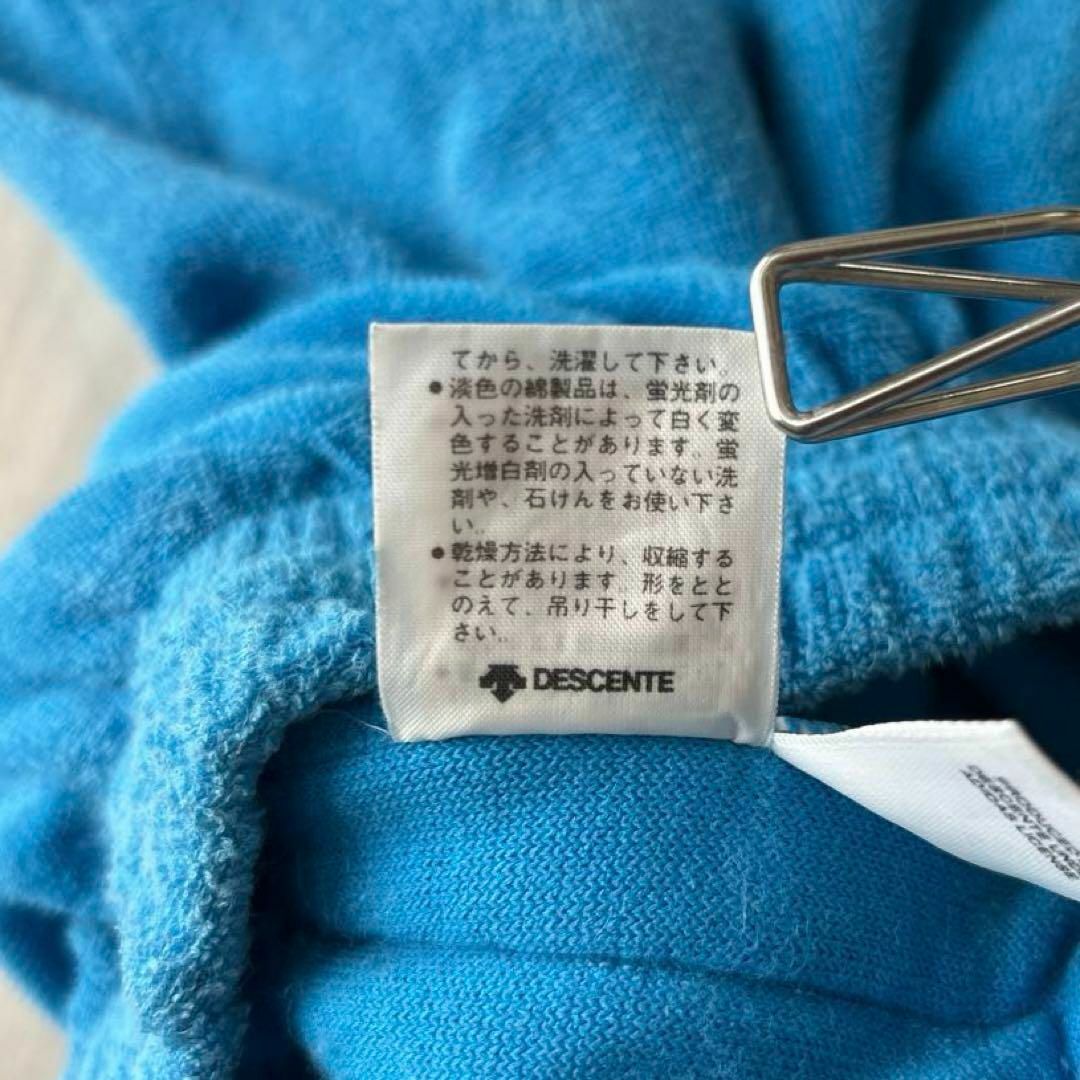 てから、洗濯して下さい。
●淡色の綿製品は、蛍光剤の
入った洗剤によって白く変
色することがあります。蛍
光増白剤の入っていない洗
剤や、石けんをお使い下さ
い。
●乾燥方法により、収縮する
ことがあります。形をとと
のえて、吊り干しをして下
さい。
DESCENTE